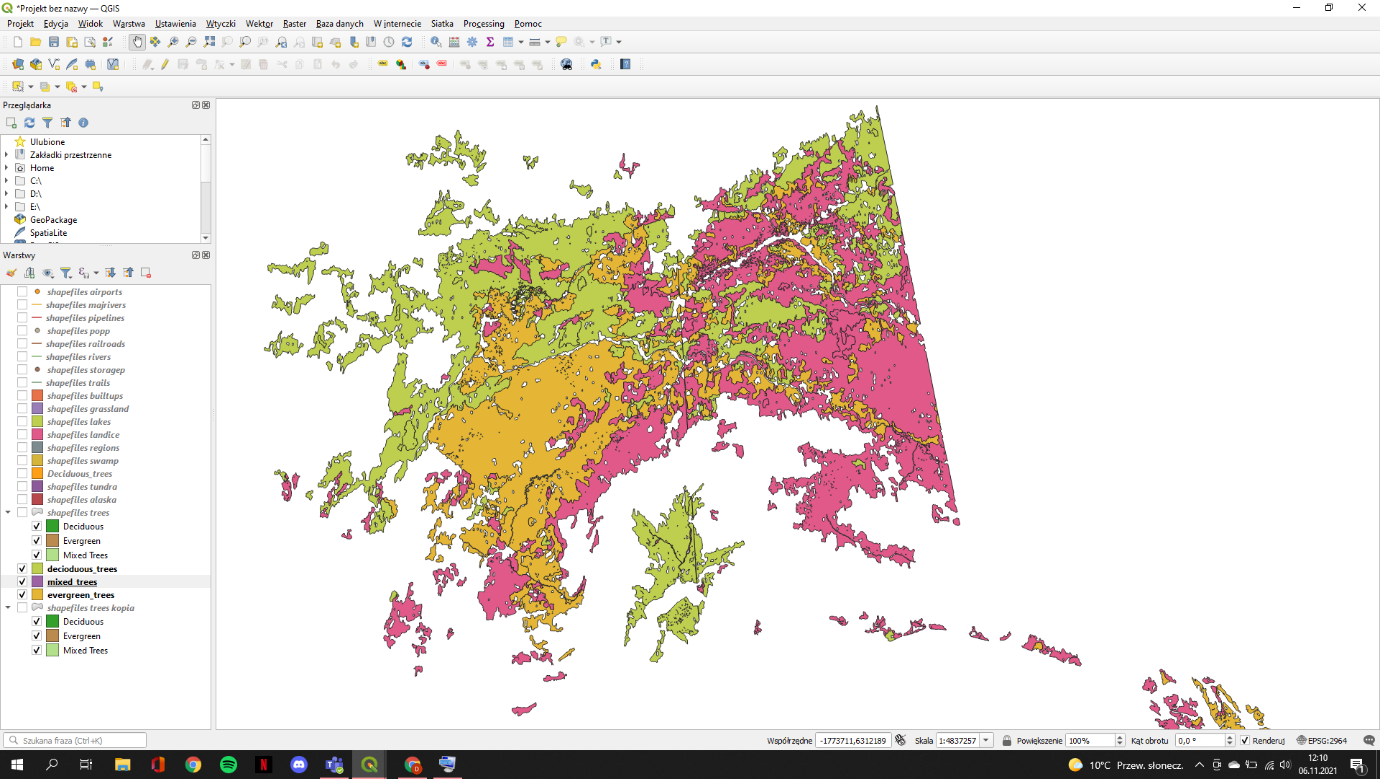 *Projekt bez nazwy — QGIS
Projekt Edycja Widok Warstwa Ustawienia Wtyczki Wektor Raster Baza danych W internecie Siatka Processing Pomoc
Przeglądarka
Ulubione
Zakładki przestrzenne
Home
C:\
D:\
E:\
GeoPackage
SpatiaLite
Warstwy
shapefiles airports
shapefiles majrivers
shapefiles pipelines
shapefiles popp
shapefiles railroads
shapefiles rivers
shapefiles storagep
shapefiles trails
shapefiles builtups
shapefiles grassland
shapefiles lakes
shapefiles landice
shapefiles regions
shapefiles swamp
Deciduous_trees
shapefiles tundra
shapefiles alaska
shapefiles trees
Deciduous
Evergreen
Mixed Trees
decioduous_trees
mixed_trees
evergreen_trees
shapefiles trees kopia
Deciduous
Evergreen
Mixed Trees
Szukana fraza (Ctrl+K)
Współrzędne -1773711,6312189 Skala 1:4837257 Powiększenie 100% Kąt obrotu 0,0 ° Renderuj EPSG:2964
10°C Przew. słonecz.
12:10
06.11.2021